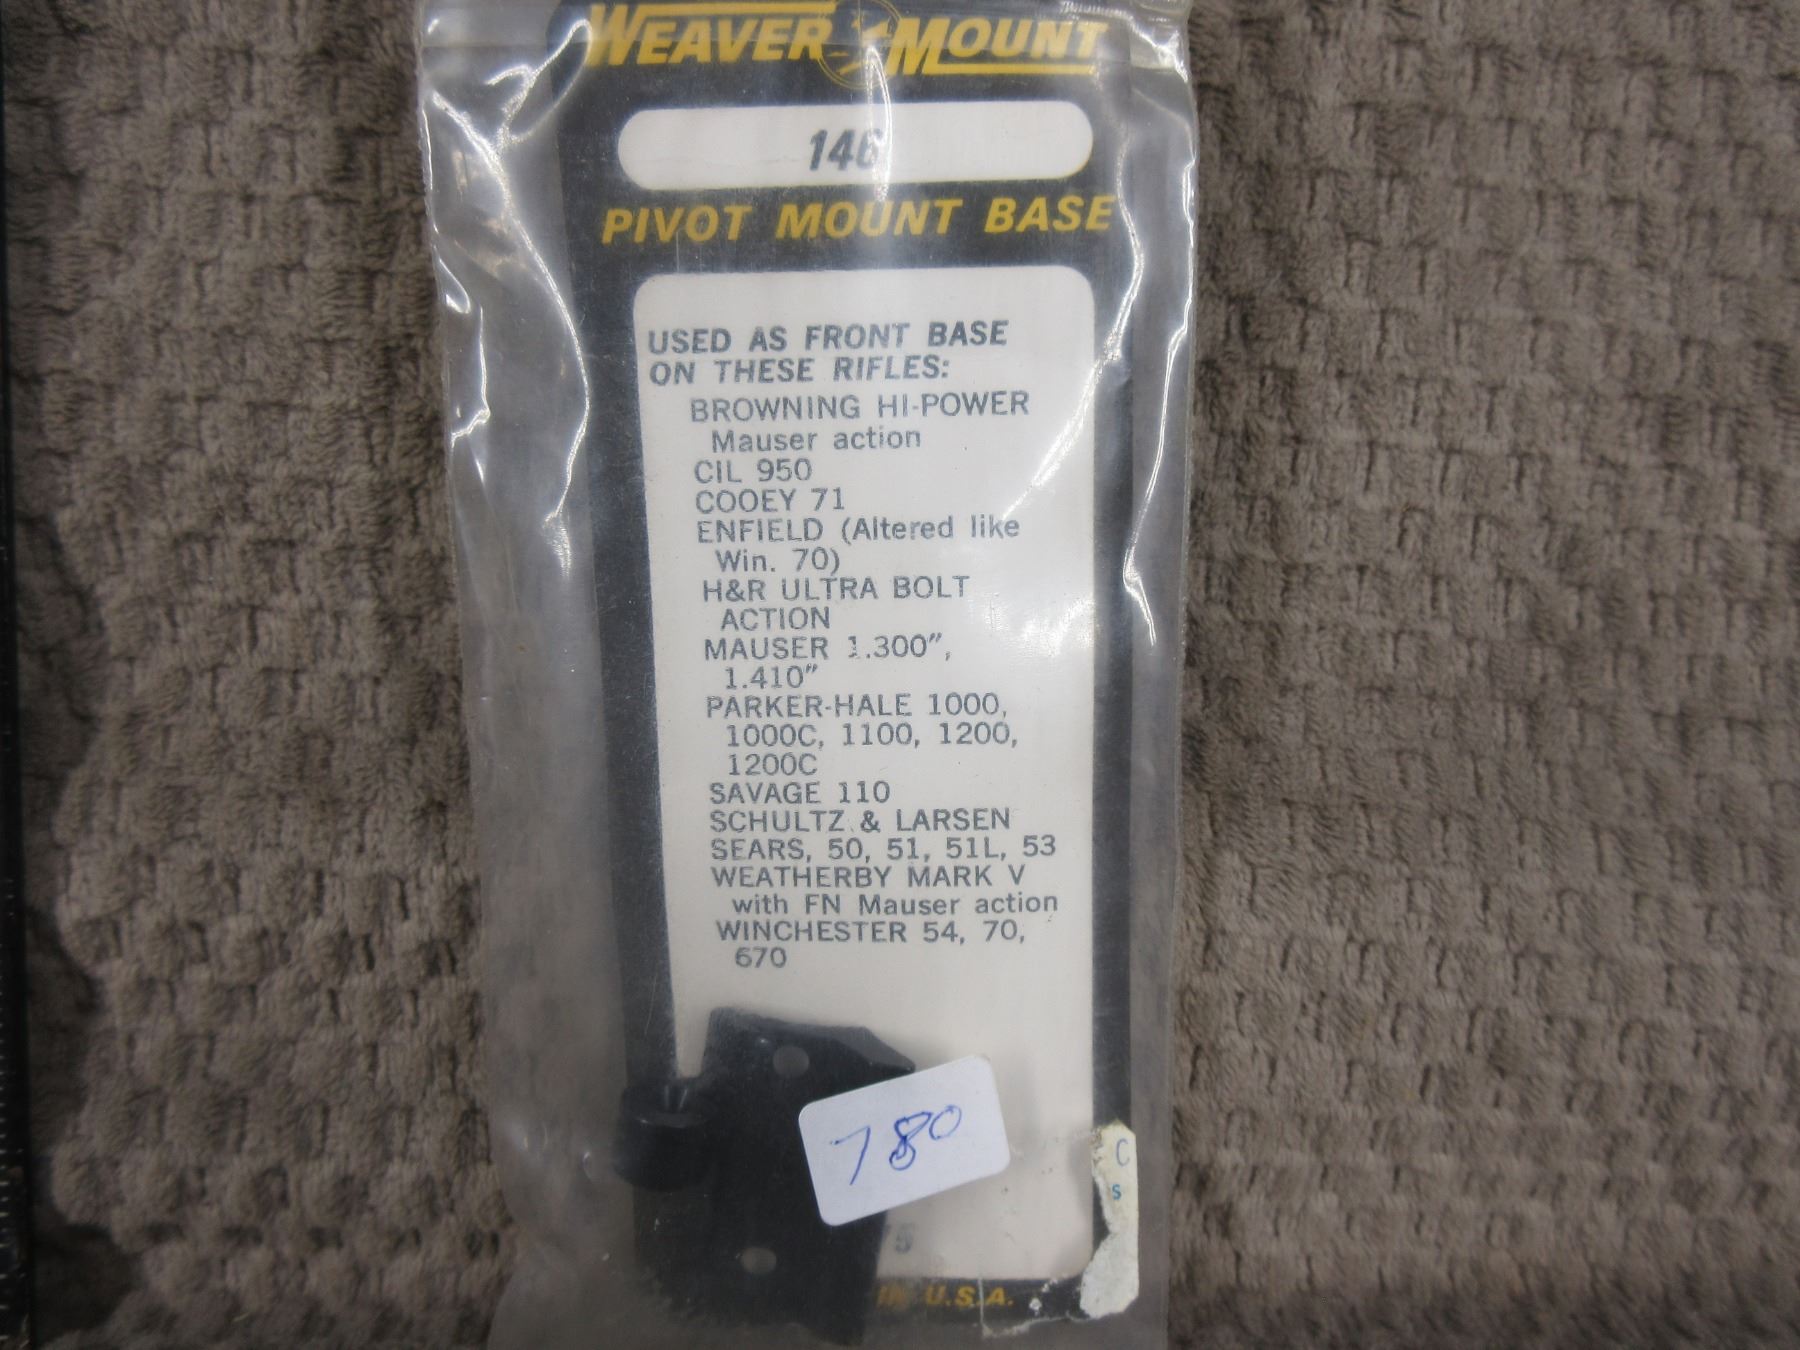 WEAVER MOUNT
146
PIVOT MOUNT BASE
USED AS FRONT BASE
ON THESE RIFLES:
BROWNING HI-POWER
Mauser action
CIL 950
COOEY 71
ENFIELD (Altered like
Win. 70)
H&R ULTRA BOLT
ACTION
MAUSER 1.300",
1.410"
PARKER-HALE 1000,
1000C, 1100, 1200,
1200C
SAVAGE 110
SCHULTZ & LARSEN
SEARS, 50, 51, 51L, 53
WEATHERBY MARK V
with FN Mauser action
WINCHESTER 54, 70,
670
780
C
s
5
IN U.S.A.